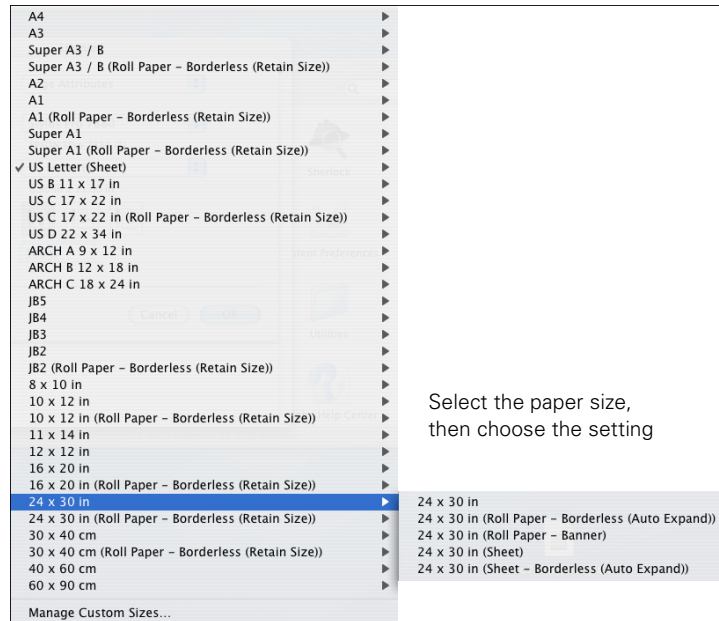 A4
A3
Super A3 / B
Super A3 / B (Roll Paper – Borderless (Retain Size))
A2
A1
A1 (Roll Paper – Borderless (Retain Size))
Super A1
Super A1 (Roll Paper – Borderless (Retain Size))
✓ US Letter (Sheet)
Sherlock
US B 11 x 17 in
US C 17 x 22 in
US C 17 x 22 in (Roll Paper – Borderless (Retain Size))
US D 22 x 34 in
ARCH A 9 x 12 in
Preferences
ARCH B 12 x 18 in
ARCH C 18 x 24 in
JB5
JB4
Cancel
OK
JB3
Utilities
JB2
JB2 (Roll Paper – Borderless (Retain Size))
8 x 10 in
10 x 12 in
10 x 12 in (Roll Paper – Borderless (Retain Size))
Help Center
11 x 14 in
12 x 12 in
16 x 20 in
16 x 20 in (Roll Paper – Borderless (Retain Size))
24 x 30 in
24 x 30 in (Roll Paper – Borderless (Retain Size))
30 x 40 cm
30 x 40 cm (Roll Paper – Borderless (Retain Size))
40 x 60 cm
60 x 90 cm
Manage Custom Sizes...
Select the paper size,
then choose the setting
24 x 30 in
24 x 30 in (Roll Paper – Borderless (Auto Expand))
24 x 30 in (Roll Paper – Banner)
24 x 30 in (Sheet)
24 x 30 in (Sheet – Borderless (Auto Expand))